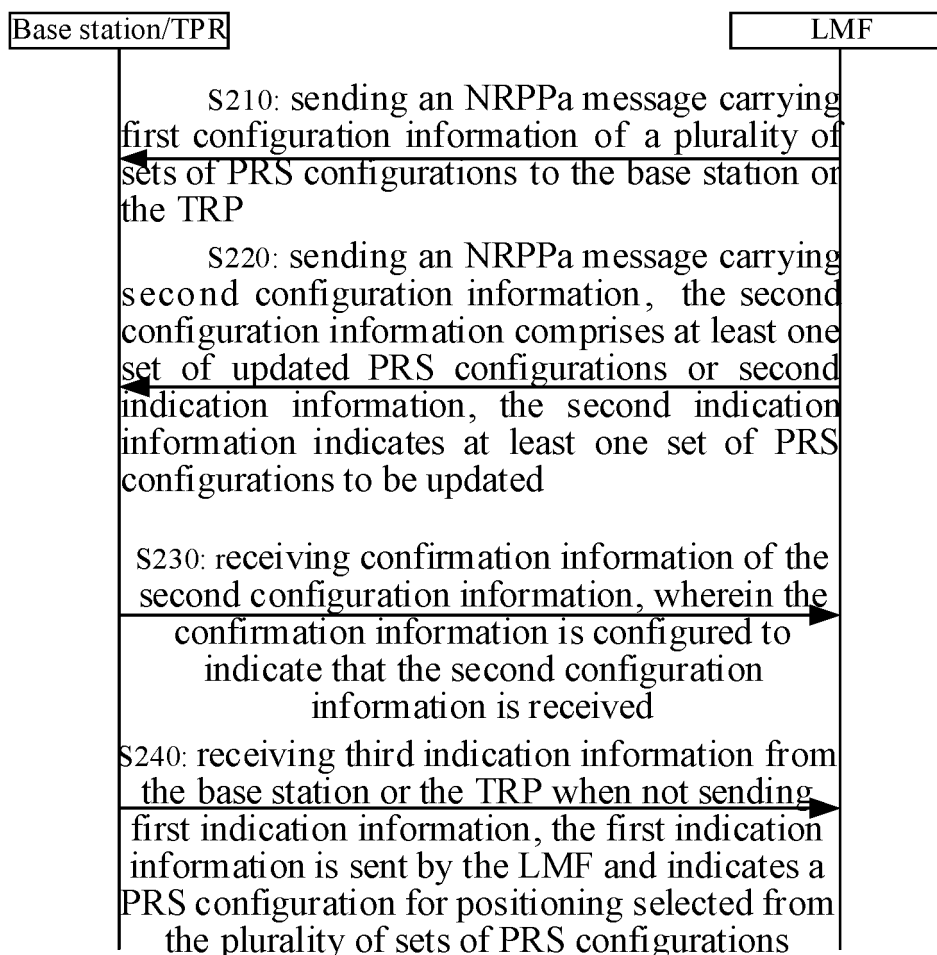 Base station/TPR
LMF
S210: sending an NRPPa message carrying
first configuration information of a plurality of
sets of PRS configurations to the base station or
the TRP
S220: sending an NRPPa message carrying
second configuration information, the second
configuration information comprises at least one
set of updated PRS configurations or second
indication information, the second indication
information indicates at least one set of PRS
configurations to be updated
S230: receiving confirmation information of the
second configuration information, wherein the
confirmation information is configured to
indicate that the second configuration
information is received
S240: receiving third indication information from
the base station or the TRP when not sending
first indication information, the first indication
information is sent by the LMF and indicates a
PRS configuration for positioning selected from
the plurality of sets of PRS configurations